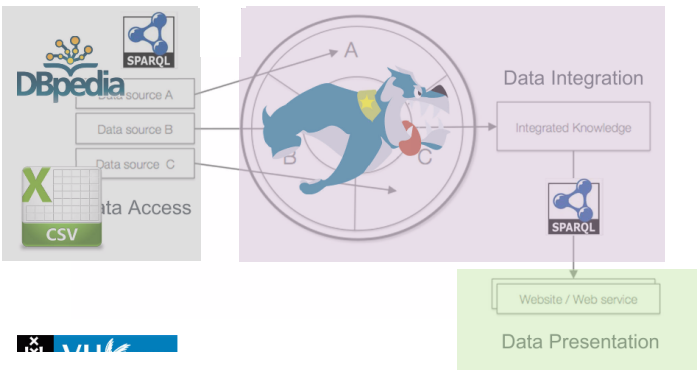 SPARQL
DBpedia
Data source A
Data source B
Data source C
ata Access
CSV
A
B
C
Data Integration
Integrated Knowledge
SPARQL
Website / Web service
Data Presentation